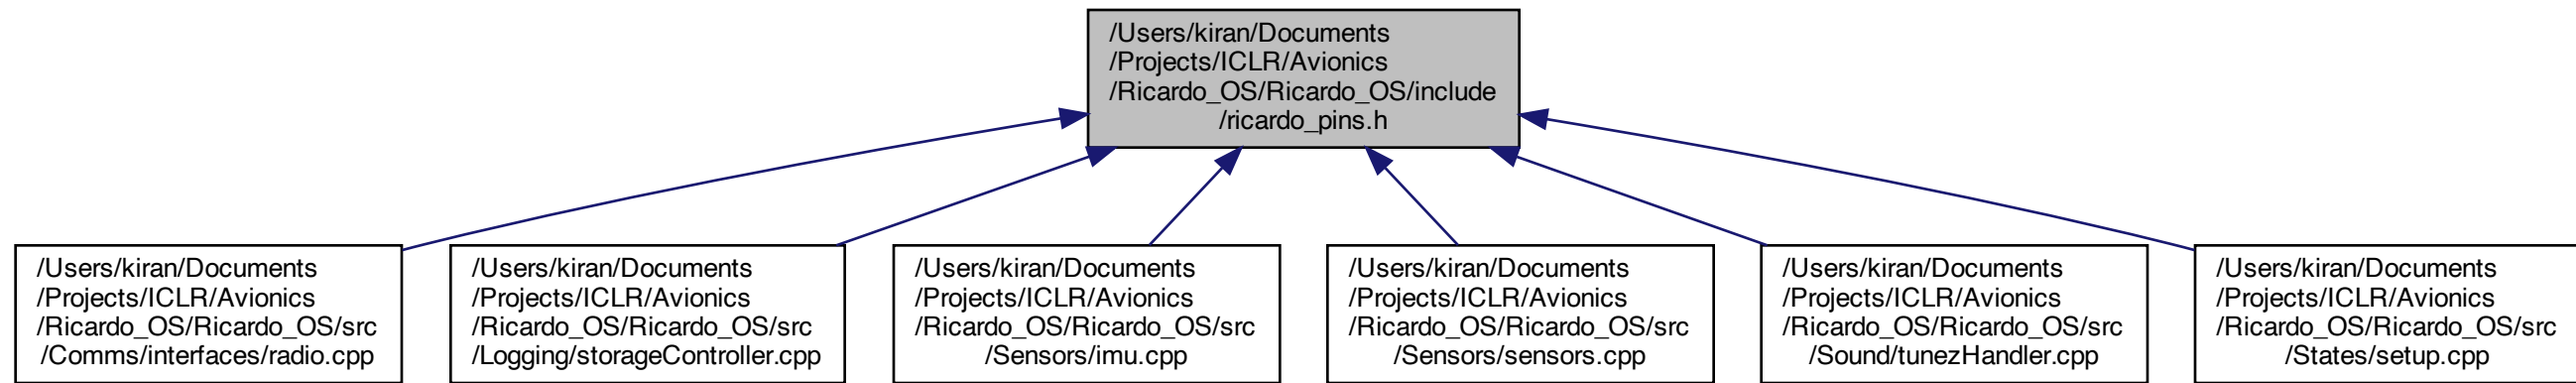 /Users/kiran/Documents
/Projects/ICLR/Avionics
/Ricardo_OS/Ricardo_OS/include
/ricardo_pins.h
/Users/kiran/Documents
/Projects/ICLR/Avionics
/Ricardo_OS/Ricardo_OS/src
/Comms/interfaces/radio.cpp
/Users/kiran/Documents
/Projects/ICLR/Avionics
/Ricardo_OS/Ricardo_OS/src
/Logging/storageController.cpp
/Users/kiran/Documents
/Projects/ICLR/Avionics
/Ricardo_OS/Ricardo_OS/src
/Sensors/imu.cpp
/Users/kiran/Documents
/Projects/ICLR/Avionics
/Ricardo_OS/Ricardo_OS/src
/Sensors/sensors.cpp
/Users/kiran/Documents
/Projects/ICLR/Avionics
/Ricardo_OS/Ricardo_OS/src
/Sound/tunezHandler.cpp
/Users/kiran/Documents
/Projects/ICLR/Avionics
/Ricardo_OS/Ricardo_OS/src
/States/setup.cpp